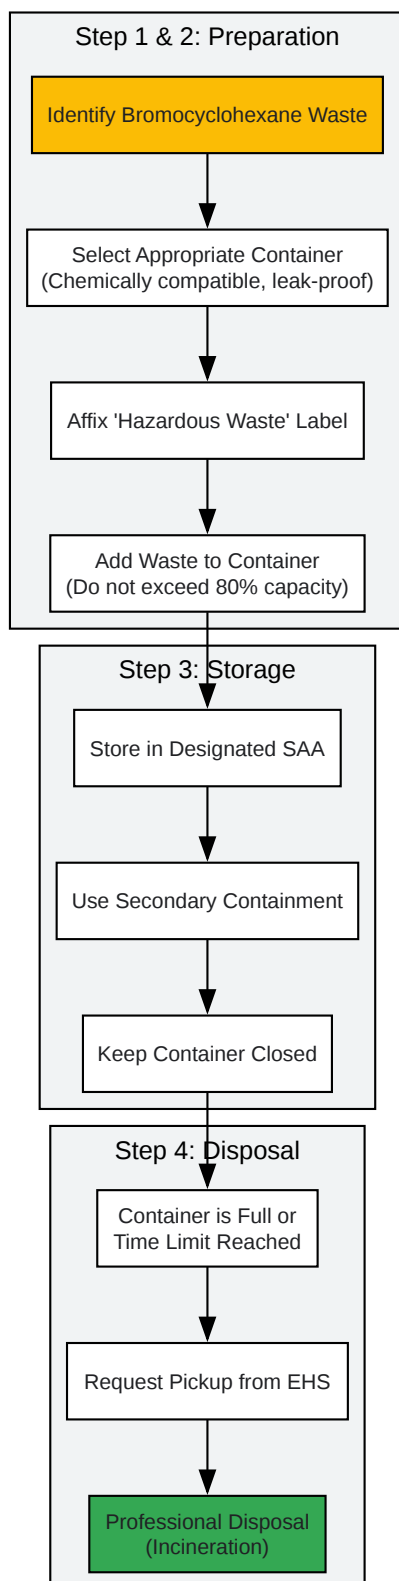 Step 1 & 2: Preparation
Identify Bromocyclohexane Waste
Select Appropriate Container
(Chemically compatible, leak-proof)
Affix 'Hazardous Waste' Label
Add Waste to Container
(Do not exceed 80% capacity)
Step 3: Storage
Store in Designated SAA
Use Secondary Containment
Keep Container Closed
Step 4: Disposal
Container is Full or
Time Limit Reached
Request Pickup from EHS
Professional Disposal
(Incineration)